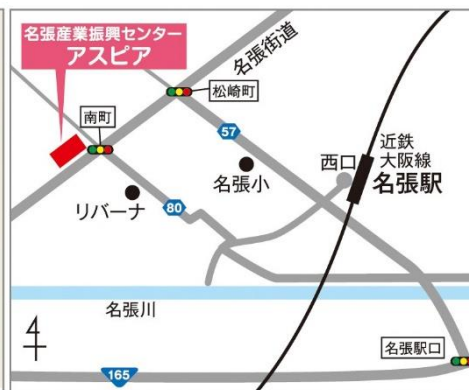 名張産業振興センター
アスピア
名張街道
松崎町
南町
57
近鉄
大阪線
名張駅
西口
名張小
リバーナ
80
名張川
名張駅口
4
165